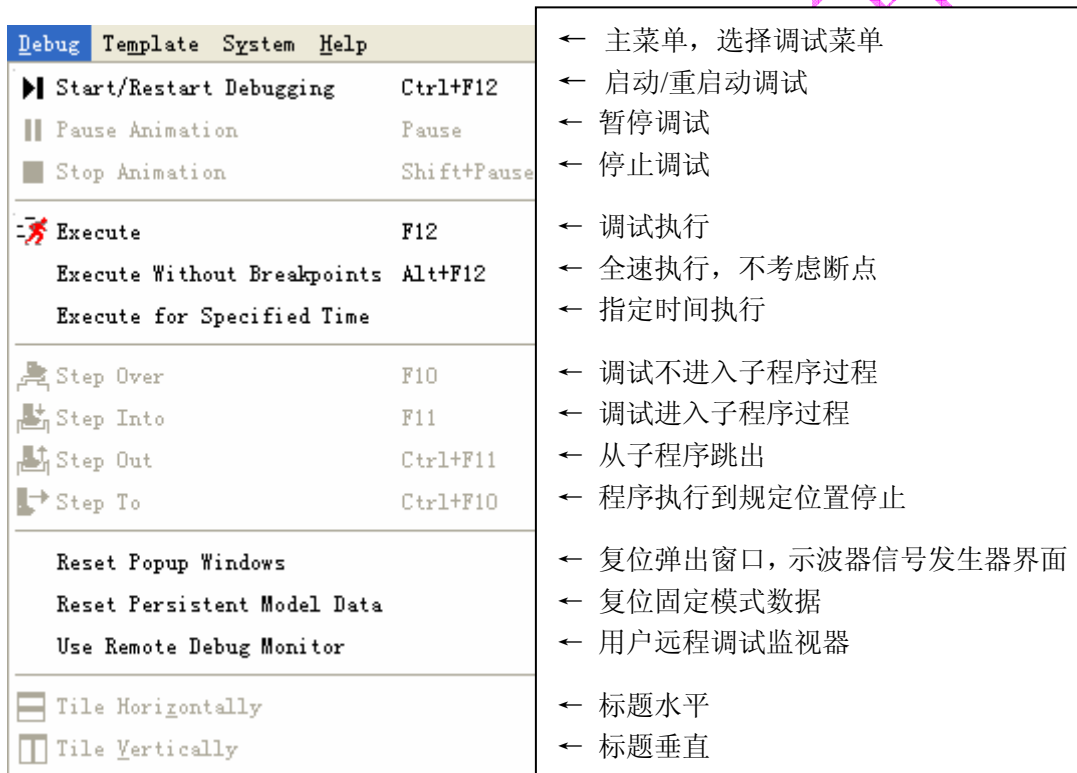 Debug Template System Help ← 主菜单，选择调试菜单
Start/Restart Debugging Ctrl+F12 ← 启动/重启动调试
Pause Animation Pause ← 暂停调试
Stop Animation Shift+Pause ← 停止调试
Execute F12 ← 调试执行
Execute Without Breakpoints Alt+F12 ← 全速执行，不考虑断点
Execute for Specified Time ← 指定时间执行
Step Over F10 ← 调试不进入子程序过程
Step Into F11 ← 调试进入子程序过程
Step Out Ctrl+F11 ← 从子程序跳出
Step To Ctrl+F10 ← 程序执行到规定位置停止
Reset Popup Windows ← 复位弹出窗口，示波器信号发生器界面
Reset Persistent Model Data ← 复位固定模式数据
Use Remote Debug Monitor ← 用户远程调试监视器
Tile Horizontally ← 标题水平
Tile Vertically ← 标题垂直